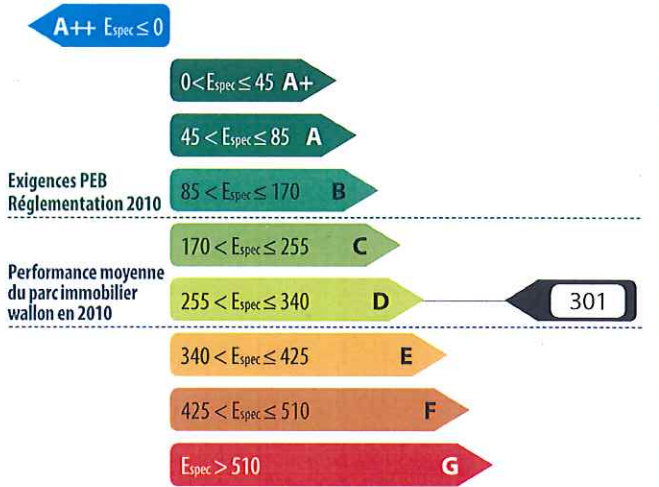 A++ Espec ≤ 0
0 < Espec ≤ 45 A+
45 < Espec ≤ 85 A
Exigences PEB
Réglementation 2010
85 < Espec ≤ 170 B
170 < Espec ≤ 255 C
Performance moyenne
du parc immobilier
wallon en 2010
255 < Espec ≤ 340 D
301
340 < Espec ≤ 425 E
425 < Espec ≤ 510 F
Espec > 510 G